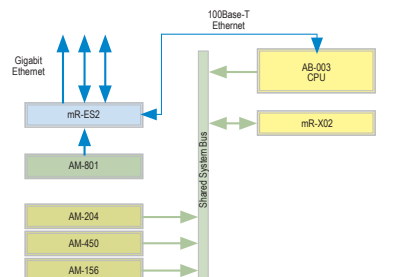 100Base-T
Ethernet
Gigabit
Ethernet
AB-003
CPU
mR-ES2
mR-X02
Shared System Bus
AM-801
AM-204
AM-450
AM-156